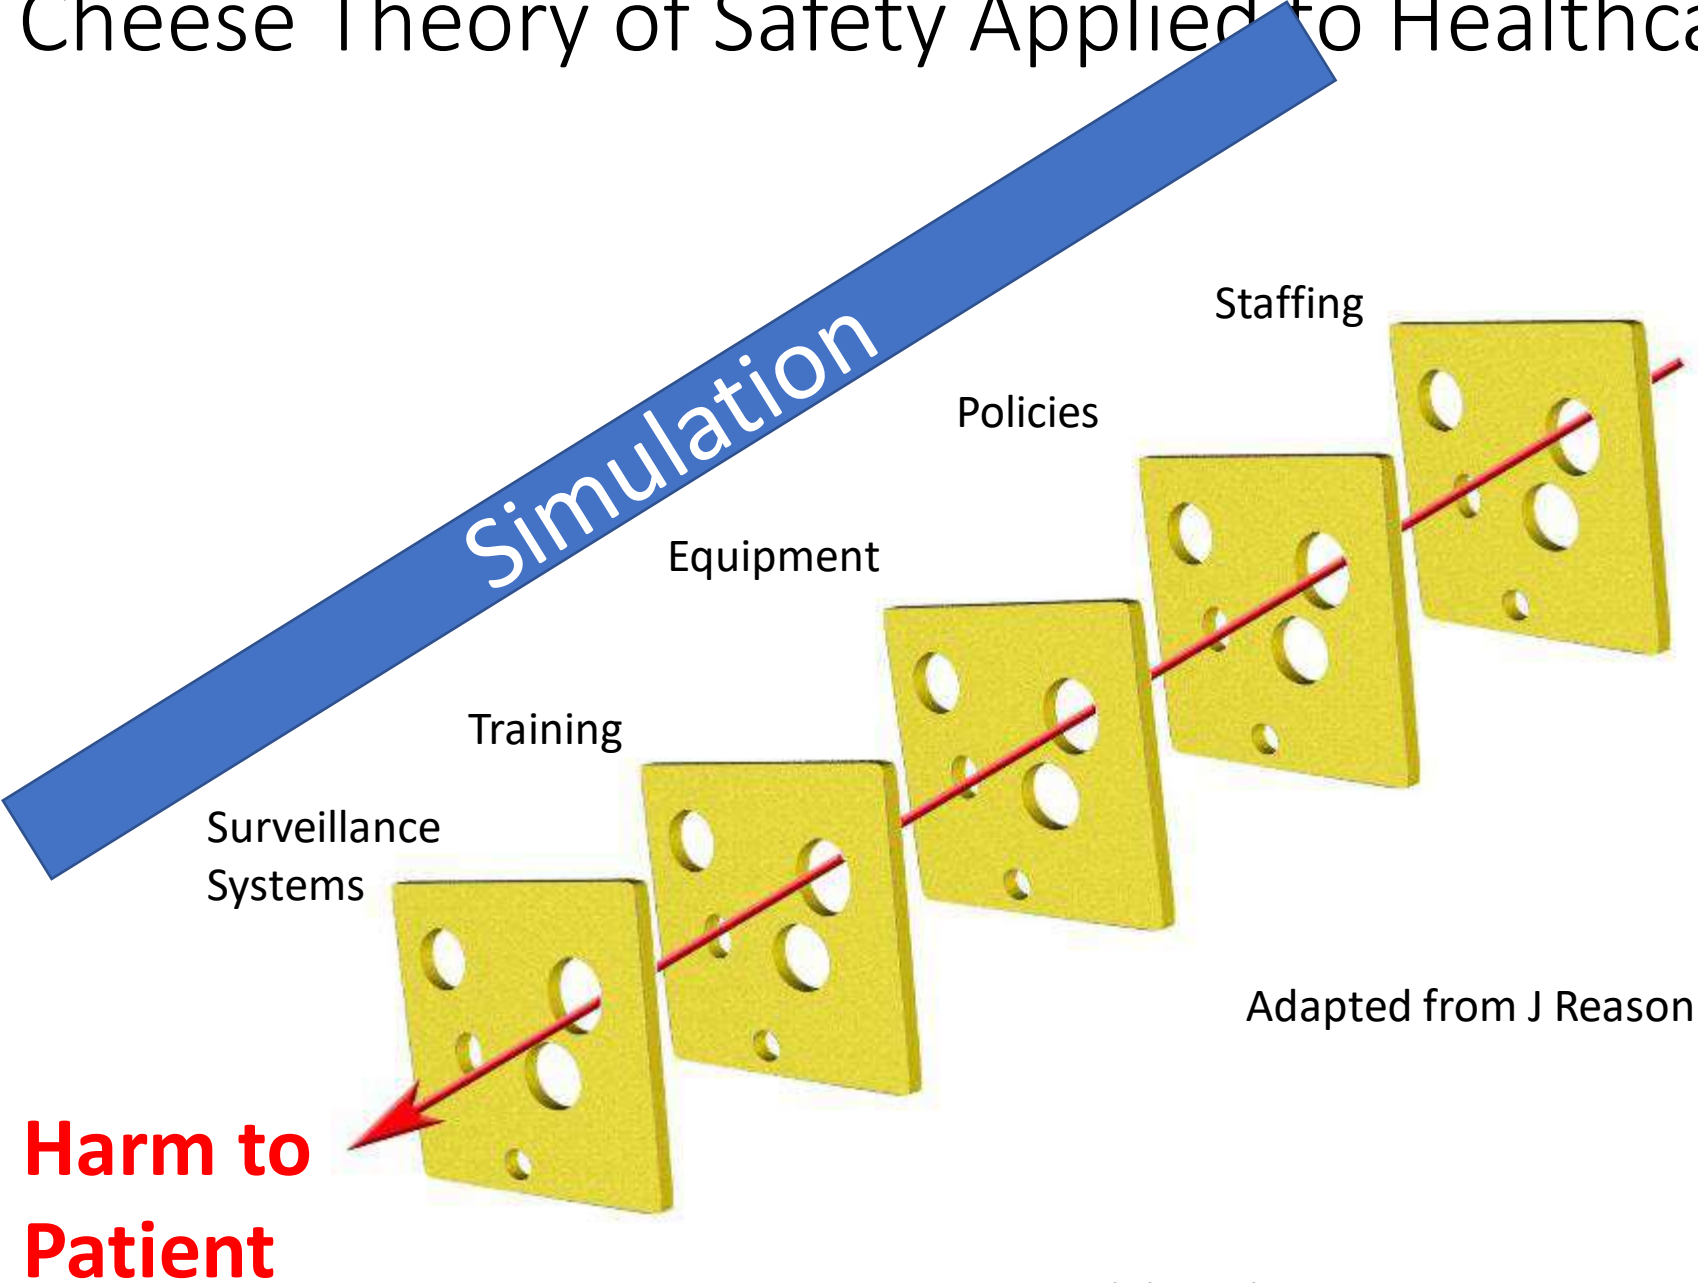 Cheese Theory of Safety Applied to
Staffing
Policies
Simulation
Equipment
Training
Surveillance
Systems
Adapted from J Reason
Harm to
Patient